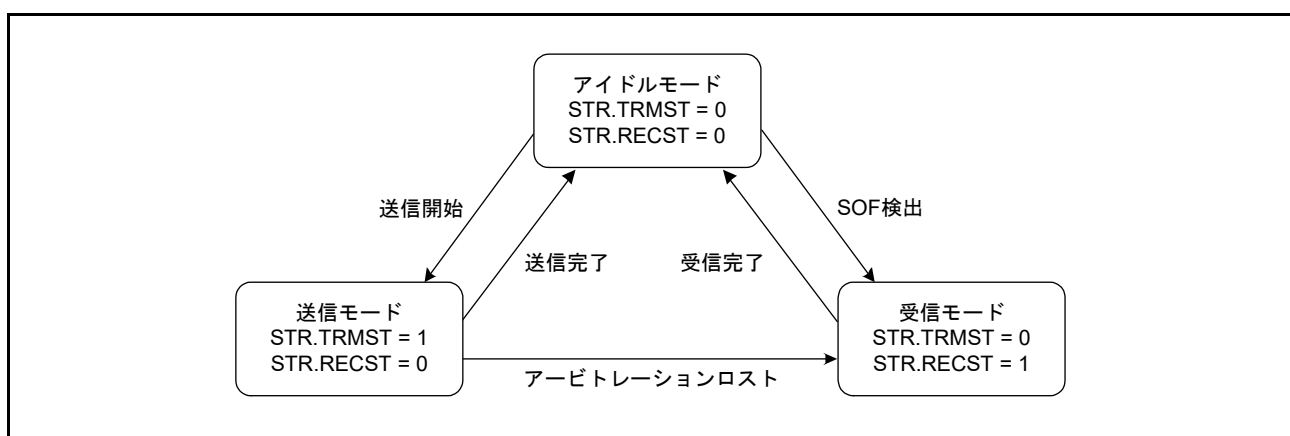 アイドルモード
STR.TRMST = 0
STR.RECST = 0
送信開始
SOF検出
送信完了
受信完了
送信モード
STR.TRMST = 1
STR.RECST = 0
受信モード
STR.TRMST = 0
STR.RECST = 1
アービトレーションロスト